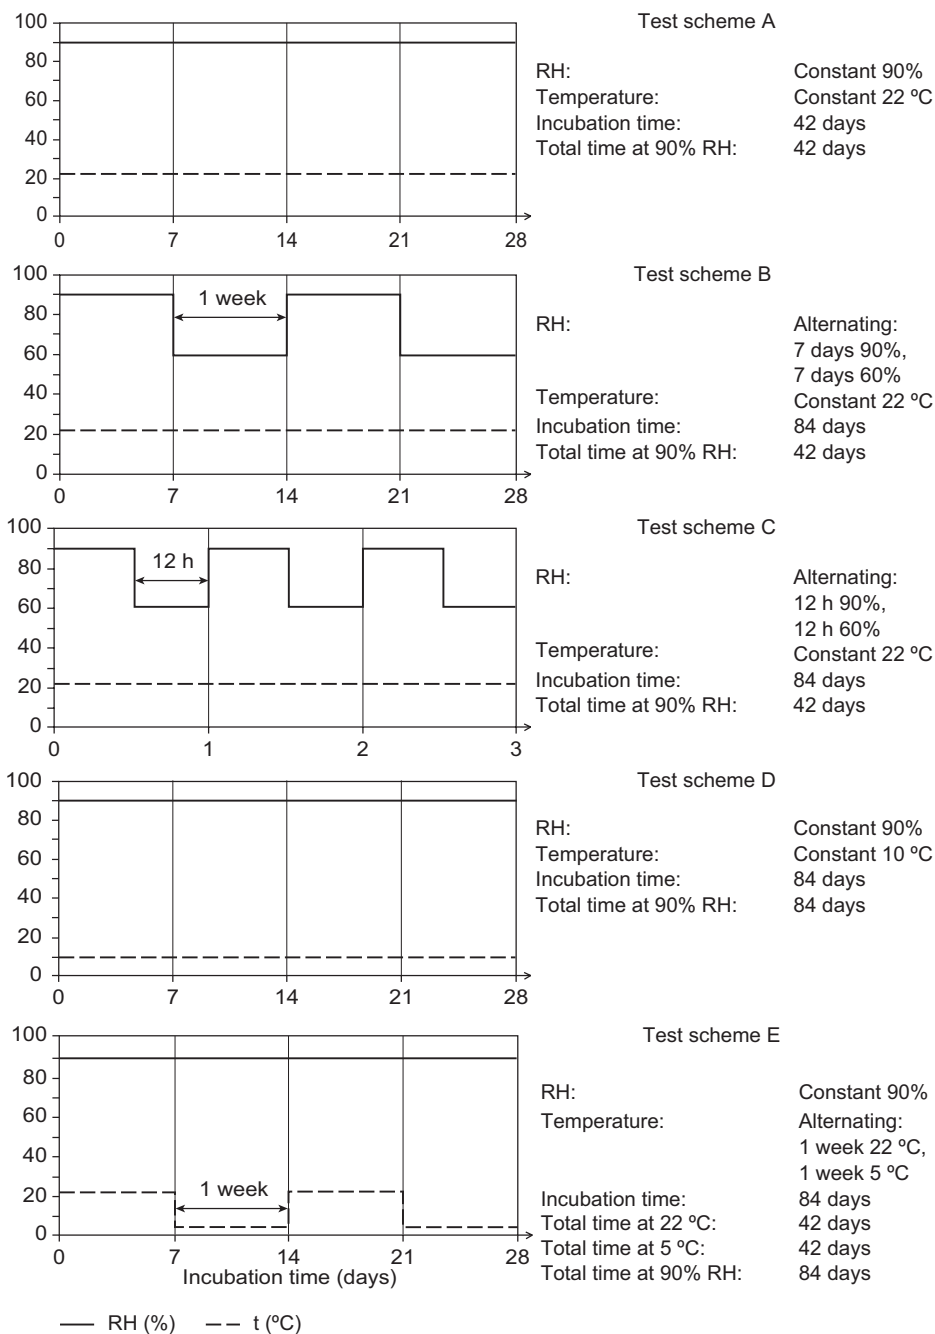 Test scheme A
100
80
60
40
20
0
0 7 14 21 28
RH: Constant 90%
Temperature: Constant 22 ºC
Incubation time: 42 days
Total time at 90% RH: 42 days
Test scheme B
100
80
60
40
20
0
1 week
0 7 14 21 28
RH: Alternating:
7 days 90%,
7 days 60%
Temperature: Constant 22 ºC
Incubation time: 84 days
Total time at 90% RH: 42 days
Test scheme C
100
80
60
40
20
0
12 h
0 1 2 3
RH: Alternating:
12 h 90%,
12 h 60%
Temperature: Constant 22 ºC
Incubation time: 84 days
Total time at 90% RH: 42 days
Test scheme D
100
80
60
40
20
0
0 7 14 21 28
RH: Constant 90%
Temperature: Constant 10 ºC
Incubation time: 84 days
Total time at 90% RH: 84 days
Test scheme E
100
80
60
40
20
0
1 week
0 7 14 21 28
Incubation time (days)
RH: Constant 90%
Temperature: Alternating:
1 week 22 ºC,
1 week 5 ºC
Incubation time: 84 days
Total time at 22 ºC: 42 days
Total time at 5 ºC: 42 days
Total time at 90% RH: 84 days
RH (%) t (ºC)